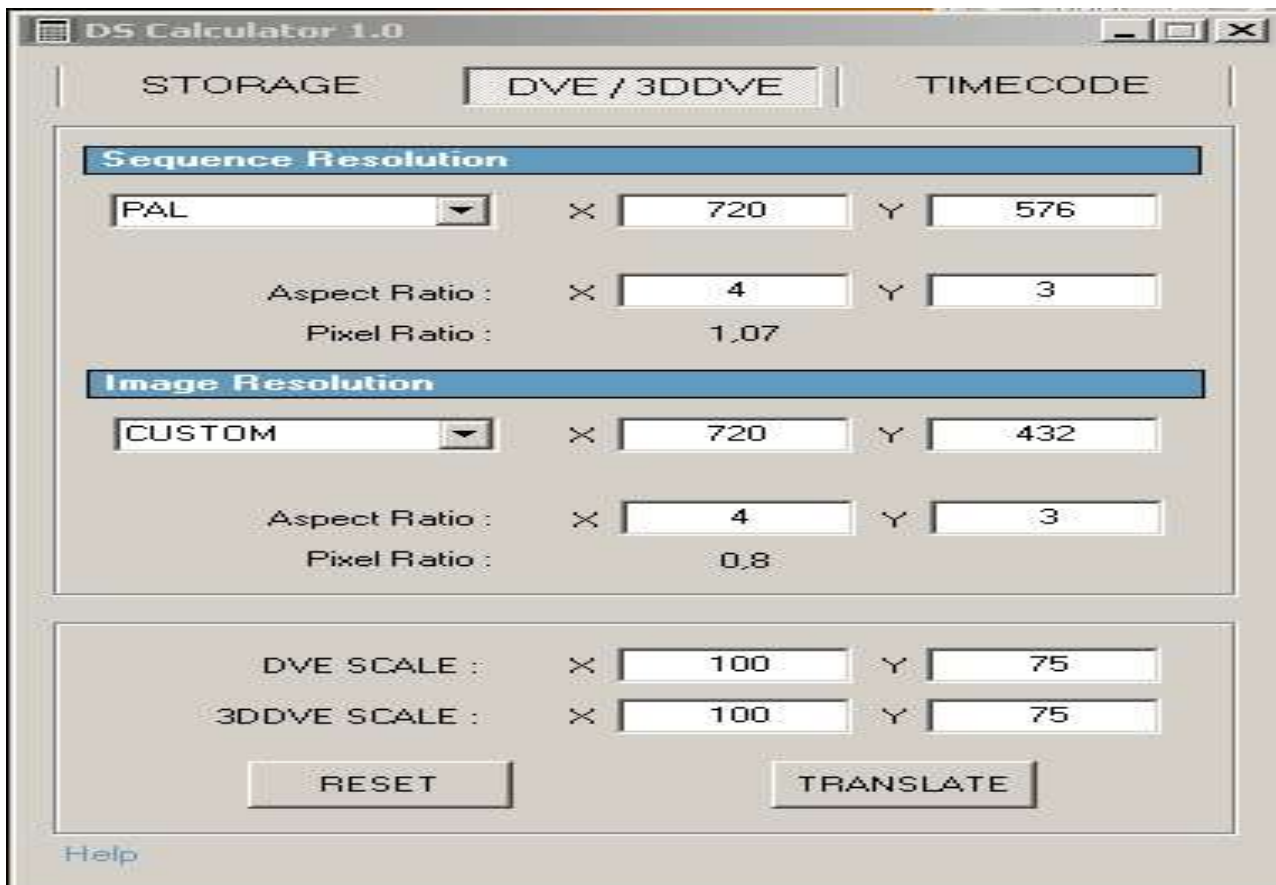 DS Calculator 1.0
STORAGE DVE / 3DDVE TIMECODE
Sequence Resolution
PAL X 720 Y 576
Aspect Ratio : X 4 Y 3
Pixel Ratio : 1,07
Image Resolution
CUSTOM X 720 Y 432
Aspect Ratio : X 4 Y 3
Pixel Ratio : 0,8
DVE SCALE : X 100 Y 75
3DDVE SCALE : X 100 Y 75
RESET TRANSLATE
Help